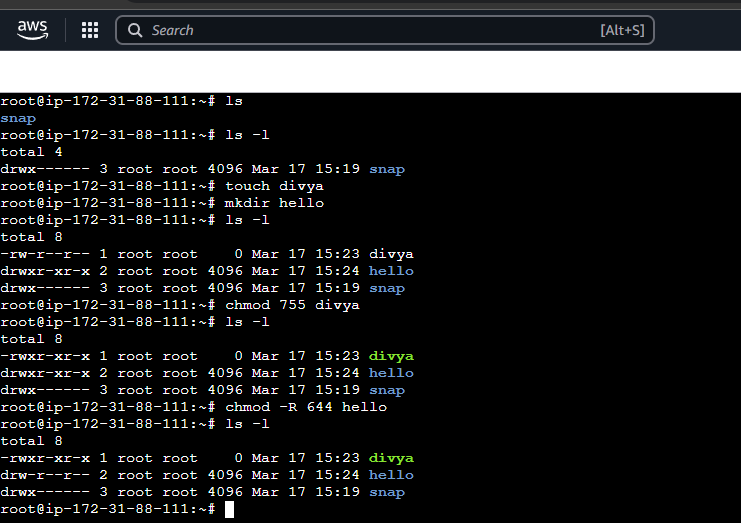 aws
Search [Alt+S]
root@ip-172-31-88-111:~# ls
snap
root@ip-172-31-88-111:~# ls -l
total 4
drwx------ 3 root root 4096 Mar 17 15:19 snap
root@ip-172-31-88-111:~# touch divya
root@ip-172-31-88-111:~# mkdir hello
root@ip-172-31-88-111:~# ls -l
total 8
-rw-r--r-- 1 root root    0 Mar 17 15:23 divya
drwxr-xr-x 2 root root 4096 Mar 17 15:24 hello
drwx------ 3 root root 4096 Mar 17 15:19 snap
root@ip-172-31-88-111:~# chmod 755 divya
root@ip-172-31-88-111:~# ls -l
total 8
-rwxr-xr-x 1 root root    0 Mar 17 15:23 divya
drwxr-xr-x 2 root root 4096 Mar 17 15:24 hello
drwx------ 3 root root 4096 Mar 17 15:19 snap
root@ip-172-31-88-111:~# chmod -R 644 hello
root@ip-172-31-88-111:~# ls -l
total 8
-rwxr-xr-x 1 root root    0 Mar 17 15:23 divya
drw-r--r-- 2 root root 4096 Mar 17 15:24 hello
drwx------ 3 root root 4096 Mar 17 15:19 snap
root@ip-172-31-88-111:~#